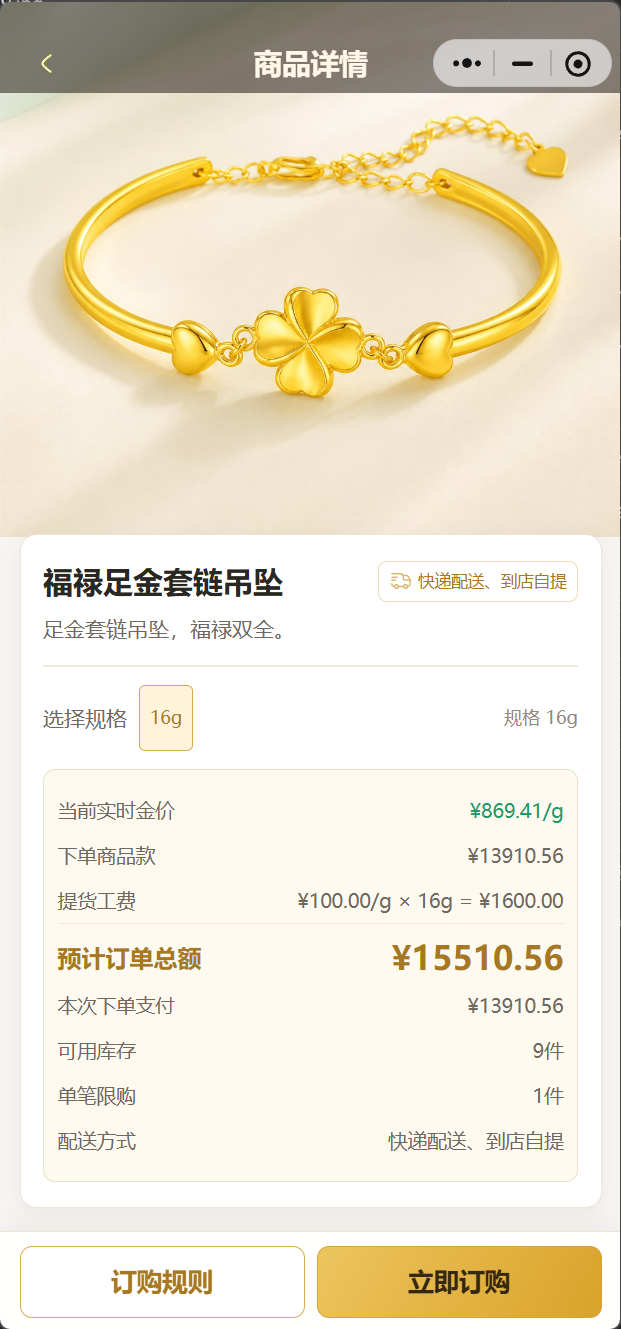 商品详情
福禄足金套链吊坠
快递配送、到店自提
足金套链吊坠，福禄双全。
选择规格 16g 规格 16g
当前实时金价 ¥869.41/g
下单商品款 ¥13910.56
提货工费 ¥100.00/g × 16g = ¥1600.00
预计订单总额 ¥15510.56
本次下单支付 ¥13910.56
可用库存 9件
单笔限购 1件
配送方式 快递配送、到店自提
订购规则 立即订购